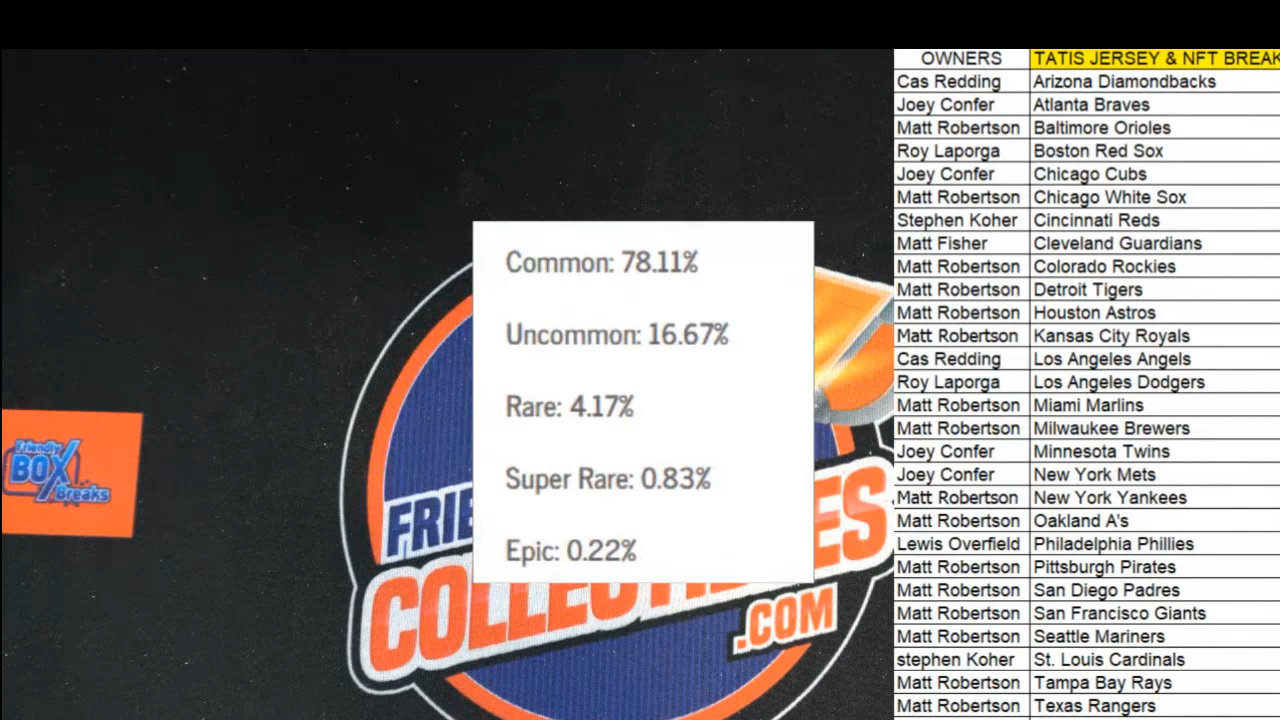 OWNERS TATIS JERSEY & NFT BREAK
Cas Redding Arizona Diamondbacks
Joey Confer Atlanta Braves
Matt Robertson Baltimore Orioles
Roy Laporga Boston Red Sox
Joey Confer Chicago Cubs
Matt Robertson Chicago White Sox
Stephen Koher Cincinnati Reds
Matt Fisher Cleveland Guardians
Matt Robertson Colorado Rockies
Matt Robertson Detroit Tigers
Matt Robertson Houston Astros
Matt Robertson Kansas City Royals
Cas Redding Los Angeles Angels
Roy Laporga Los Angeles Dodgers
Matt Robertson Miami Marlins
Matt Robertson Milwaukee Brewers
Joey Confer Minnesota Twins
Joey Confer New York Mets
Matt Robertson New York Yankees
Matt Robertson Oakland A's
Lewis Overfield Philadelphia Phillies
Matt Robertson Pittsburgh Pirates
Matt Robertson San Diego Padres
Matt Robertson San Francisco Giants
Matt Robertson Seattle Mariners
stephen Koher St. Louis Cardinals
Matt Robertson Tampa Bay Rays
Matt Robertson Texas Rangers
Common: 78.11%
Uncommon: 16.67%
Rare: 4.17%
Super Rare: 0.83%
Epic: 0.22%
Friendly
BOX
Breaks
.COM